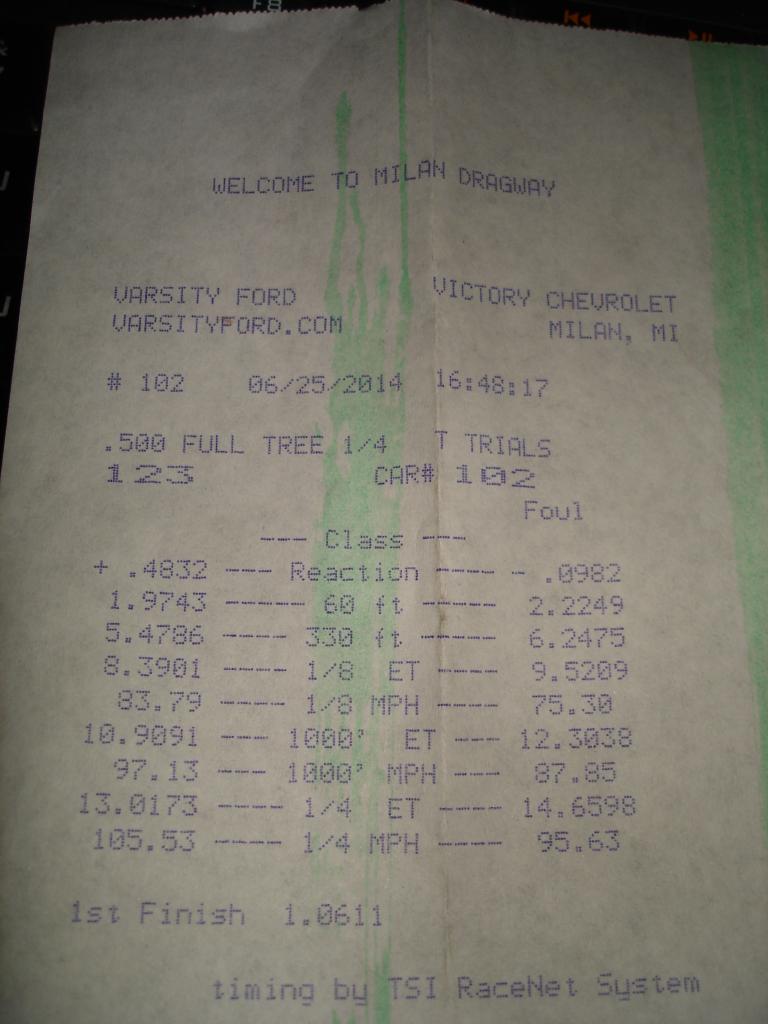 F8
WELCOME TO MILAN DRAGWAY
VARSITY FORD VICTORY CHEVROLET
VARSITYFORD.COM MILAN, MI
# 102 06/25/2014 16:48:17
.500 FULL TREE 1/4 T TRIALS
123 CAR# 102
Foul
--- Class ---
+ .4832 --- Reaction ---- - .0982
1.9743 ----- 60 ft ---- 2.2249
5.4786 ----- 330 ft ----- 6.2475
8.3901 ---- 1/8 ET ---- 9.5209
83.79 ---- 1/8 MPH ---- 75.30
10.9091 --- 1000' ET --- 12.3038
97.13 --- 1000' MPH --- 87.85
13.0173 ---- 1/4 ET ---- 14.6598
105.53 ---- 1/4 MPH ---- 95.63
1st Finish 1.0611
timing by TSI RaceNet System